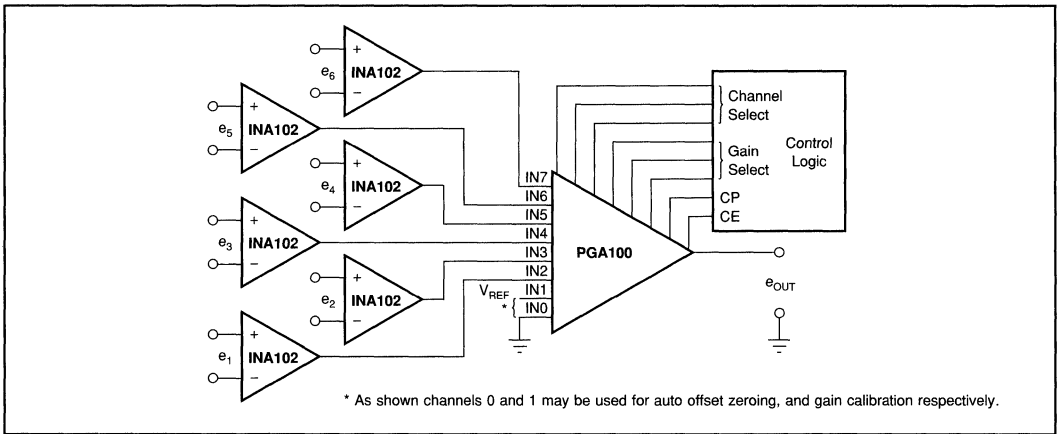 +
e6
−
INA102
+
e5
−
INA102
+
e4
−
INA102
+
e3
−
INA102
+
e2
−
INA102
+
e1
−
INA102
IN7
IN6
IN5
IN4
IN3
IN2
VREF IN1
* IN0
PGA100
Channel
Select
Gain
Select
Control
Logic
CP
CE
eOUT
* As shown channels 0 and 1 may be used for auto offset zeroing, and gain calibration respectively.